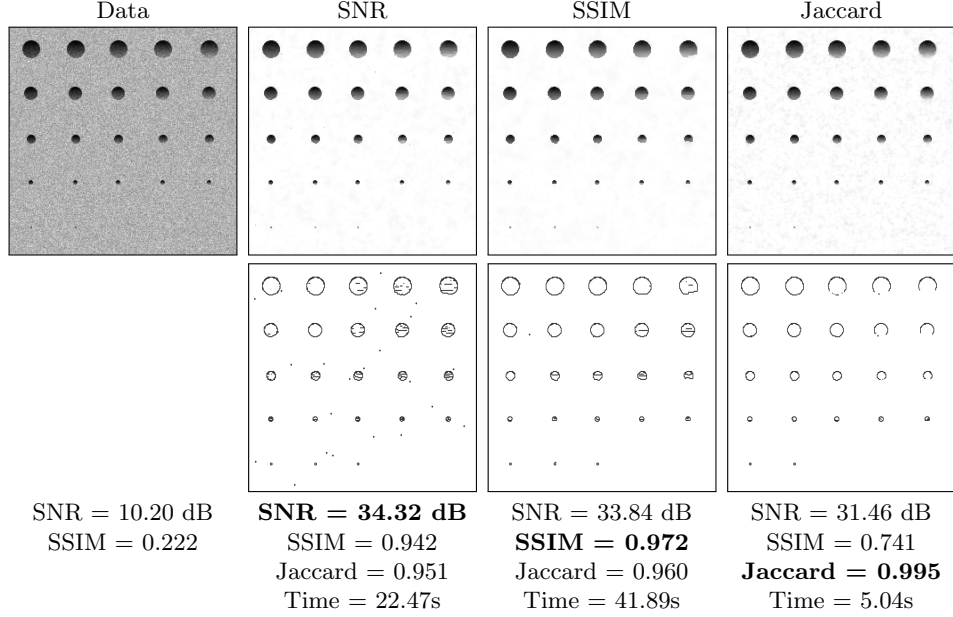 Data SNR SSIM Jaccard
SNR = 10.20 dB SNR = 34.32 dB SNR = 33.84 dB SNR = 31.46 dB
SSIM = 0.222 SSIM = 0.942 SSIM = 0.972 SSIM = 0.741
Jaccard = 0.951 Jaccard = 0.960 Jaccard = 0.995
Time = 22.47s Time = 41.89s Time = 5.04s